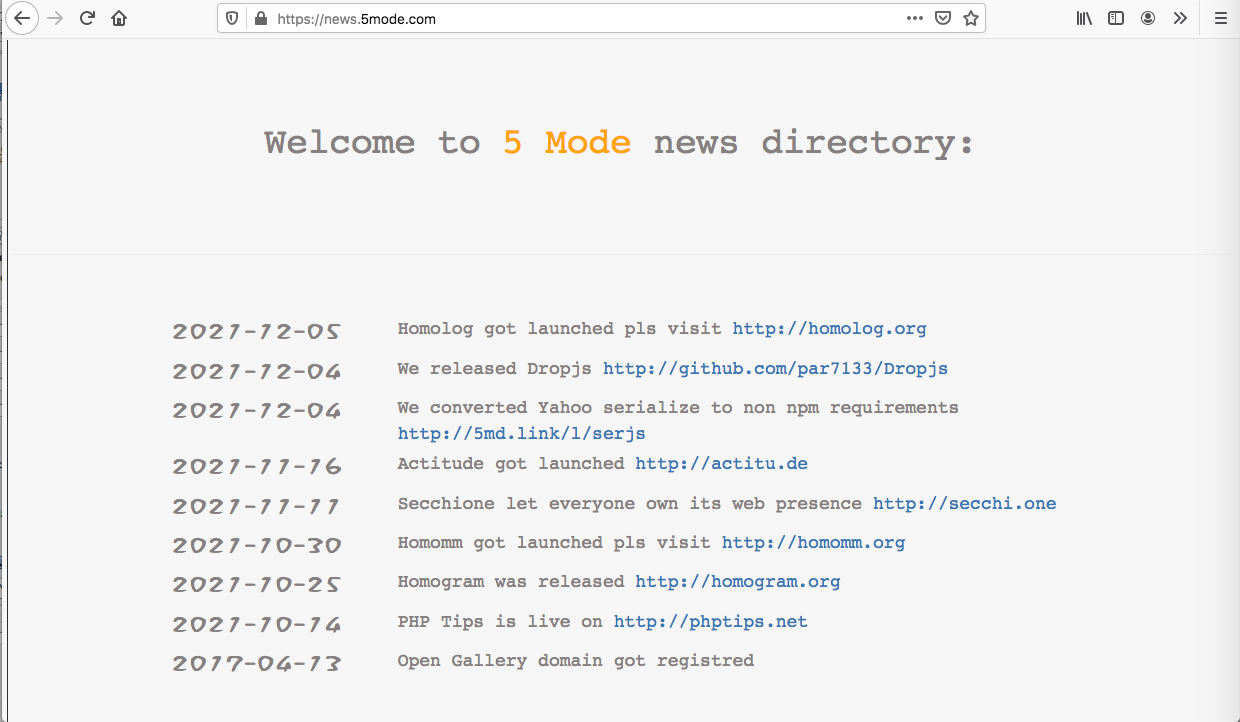 https://news.5mode.com
Welcome to 5 Mode news directory:
2021-12-05 Homolog got launched pls visit http://homolog.org
2021-12-04 We released Dropjs http://github.com/par7133/Dropjs
2021-12-04 We converted Yahoo serialize to non npm requirements
http://5md.link/l/serjs
2021-11-16 Actitude got launched http://actitu.de
2021-11-11 Secchione let everyone own its web presence http://secchi.one
2021-10-30 Homomm got launched pls visit http://homomm.org
2021-10-25 Homogram was released http://homogram.org
2021-10-14 PHP Tips is live on http://phptips.net
2017-04-13 Open Gallery domain got registred